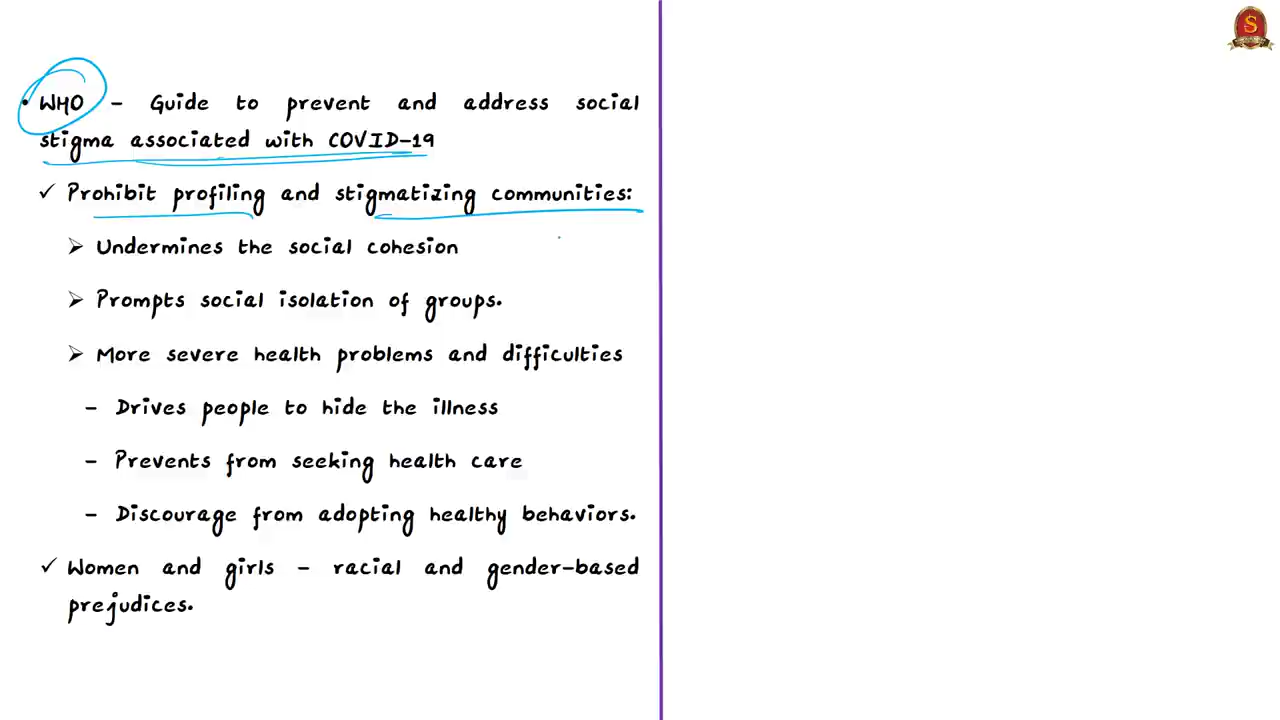 • WHO – Guide to prevent and address social
stigma associated with COVID-19
✓ Prohibit profiling and stigmatizing communities:
➢ Undermines the social cohesion
➢ Prompts social isolation of groups.
➢ More severe health problems and difficulties
– Drives people to hide the illness
– Prevents from seeking health care
– Discourage from adopting healthy behaviors.
✓ Women and girls – racial and gender-based
prejudices.
S